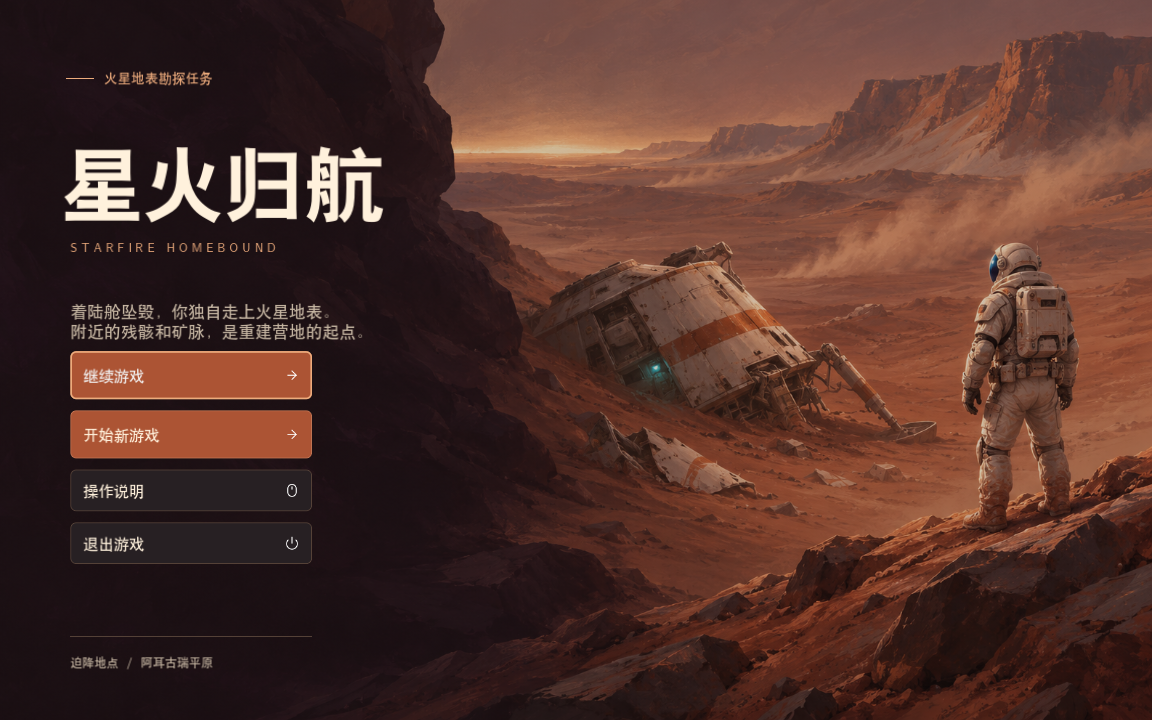 火星地表勘探任务
星火归航
STARFIRE HOMEBOUND
着陆舱坠毁，你独自走上火星地表。
附近的残骸和矿脉，是重建营地的起点。
继续游戏
开始新游戏
操作说明
退出游戏
迫降地点 / 阿耳古瑞平原